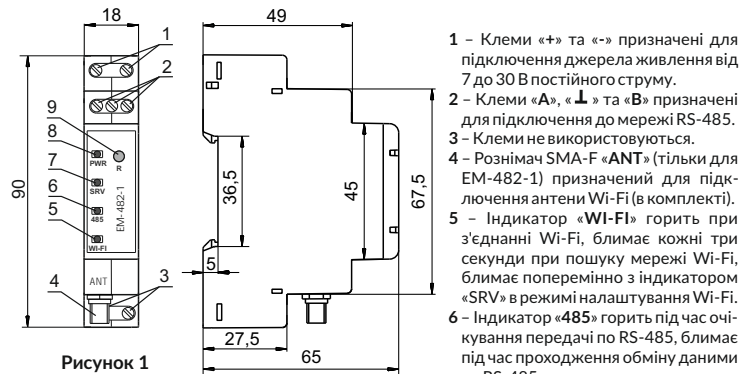 18
49
1
2
9
8
7
6
5
4
3
90
PWR
R
SRV
485
WI-FI
EM-482-1
ANT
36,5
45
67,5
5
27,5
65
Рисунок 1
1 – Клеми «+» та «-» призначені для
підключення джерела живлення від
7 до 30 В постійного струму.
2 – Клеми «А», «⊥» та «В» призначені
для підключення до мережі RS-485.
3 – Клеми не використовуються.
4 – Рознімач SMA-F «ANT» (тільки для
EM-482-1) призначений для підк-
лючення антени Wi-Fi (в комплекті).
5 – Індикатор «WI-FI» горить при
з'єднанні Wi-Fi, блимає кожні три
секунди при пошуку мережі Wi-Fi,
блимає поперемінно з індикатором
«SRV» в режимі налаштування Wi-Fi.
6 – Індикатор «485» горить під час очі-
кування передачі по RS-485, блимає
під час проходження обміну даними